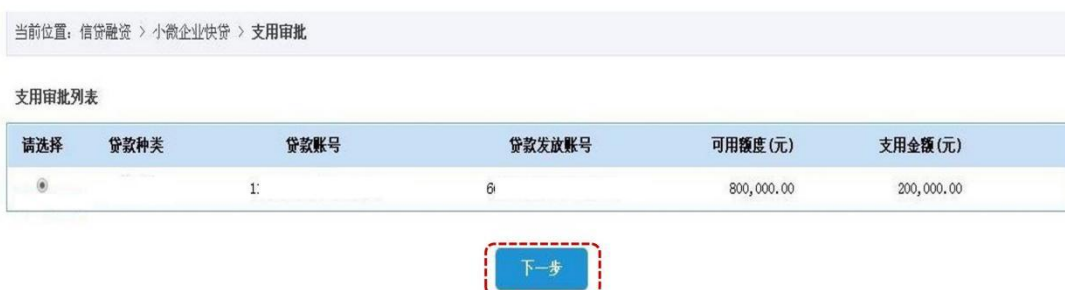 当前位置：信贷融资 > 小微企业快贷 > 支用审批
支用审批列表
请选择 贷款种类 贷款账号 贷款发放账号 可用额度(元) 支用金额(元)
1: 6 800,000.00 200,000.00
下一步